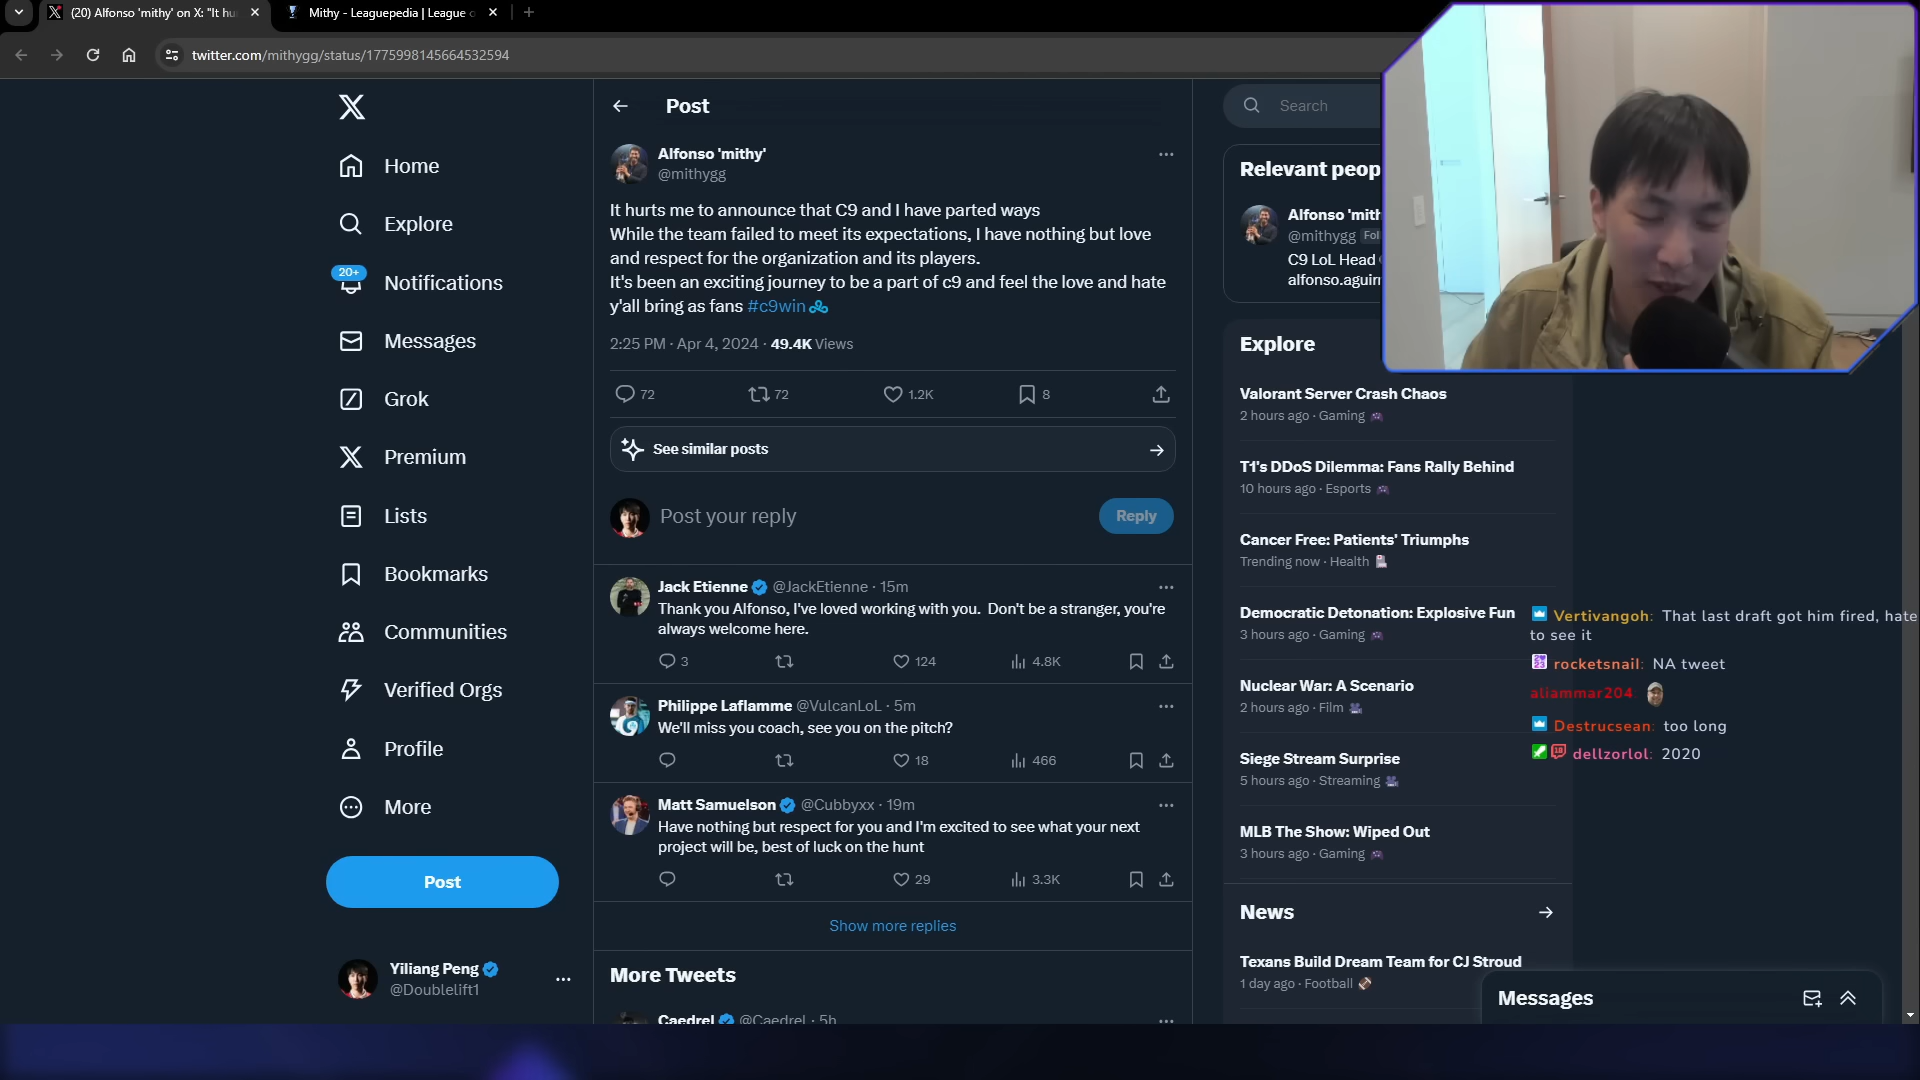 (20) Alfonso 'mithy' on X: "It hu
Mithy - Leaguepedia | League o
twitter.com/mithygg/status/1775998145664532594
Home
Explore
20+
Notifications
Messages
Grok
Premium
Lists
Bookmarks
Communities
Verified Orgs
Profile
More
Post
Yiliang Peng
@Doublelift1
Post
Alfonso 'mithy'
@mithygg
It hurts me to announce that C9 and I have parted ways
While the team failed to meet its expectations, I have nothing but love
and respect for the organization and its players.
It's been an exciting journey to be a part of c9 and feel the love and hate
y'all bring as fans #c9win
2:25 PM · Apr 4, 2024 · 49.4K Views
72 72 1.2K 8
See similar posts
Post your reply
Reply
Jack Etienne @JackEtienne · 15m
Thank you Alfonso, I've loved working with you. Don't be a stranger, you're
always welcome here.
3 124 4.8K
Philippe Laflamme @VulcanLoL · 5m
We'll miss you coach, see you on the pitch?
18 466
Matt Samuelson @Cubbyxx · 19m
Have nothing but respect for you and I'm excited to see what your next
project will be, best of luck on the hunt
29 3.3K
Show more replies
More Tweets
Caedrel @Caedrel · 5h
Search
Relevant peop
Alfonso 'mith
@mithygg Fol
C9 LoL Head
alfonso.aguirr
Explore
Valorant Server Crash Chaos
2 hours ago · Gaming
T1's DDoS Dilemma: Fans Rally Behind
10 hours ago · Esports
Cancer Free: Patients' Triumphs
Trending now · Health
Democratic Detonation: Explosive Fun
3 hours ago · Gaming
Nuclear War: A Scenario
2 hours ago · Film
Siege Stream Surprise
5 hours ago · Streaming
MLB The Show: Wiped Out
3 hours ago · Gaming
News
Texans Build Dream Team for CJ Stroud
1 day ago · Football
Messages
Vertivangoh: That last draft got him fired, hate
to see it
rocketsnail: NA tweet
aliammar204
Destrucsean: too long
dellzorlol: 2020